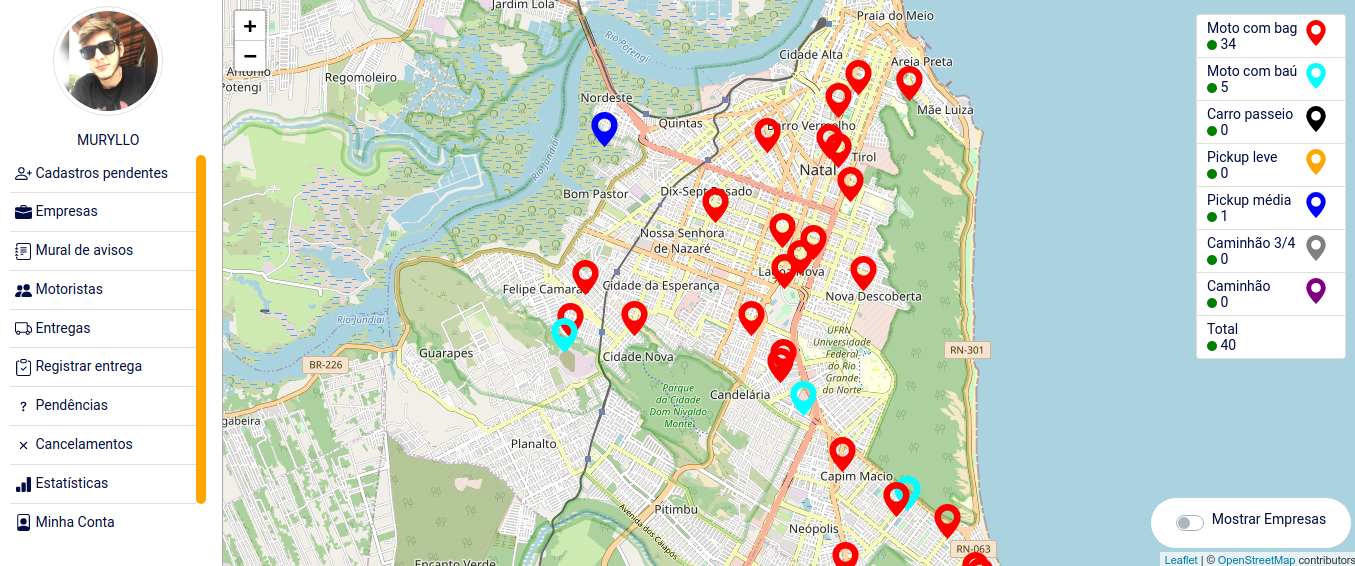 MURYLLO
Cadastros pendentes
Empresas
Mural de avisos
Motoristas
Entregas
Registrar entrega
? Pendências
× Cancelamentos
Estatísticas
Minha Conta
+
−
Jardim Lola
Praia do Meio
Rio Potengi
Cidade Alta
Areia Preta
Antônio
Potengi
Regomoleiro
Nordeste
Mãe Luiza
Quintas
Barro Vermelho
Rio Jundiaí
Tirol
Natal
Bom Pastor
Dix-Sept Rosado
Nossa Senhora
de Nazaré
Lagoa Nova
Felipe Camarão
Cidade da Esperança
Nova Descoberta
Rio Jundiaí
UFRN
Universidade
Federal
do Rio
Grande
do Norte
RN-301
Guarapes
Cidade Nova
BR-226
Parque
da Cidade
Dom Nivaldo
Monte
Candelária
gabeira
Planalto
Capim Macio
Pitimbu
Avenida dos Caiapós
Neópolis
RN-063
Encanto Verde
Moto com bag
34
Moto com baú
5
Carro passeio
0
Pickup leve
0
Pickup média
1
Caminhão 3/4
0
Caminhão
0
Total
40
Mostrar Empresas
Leaflet | © OpenStreetMap contributors